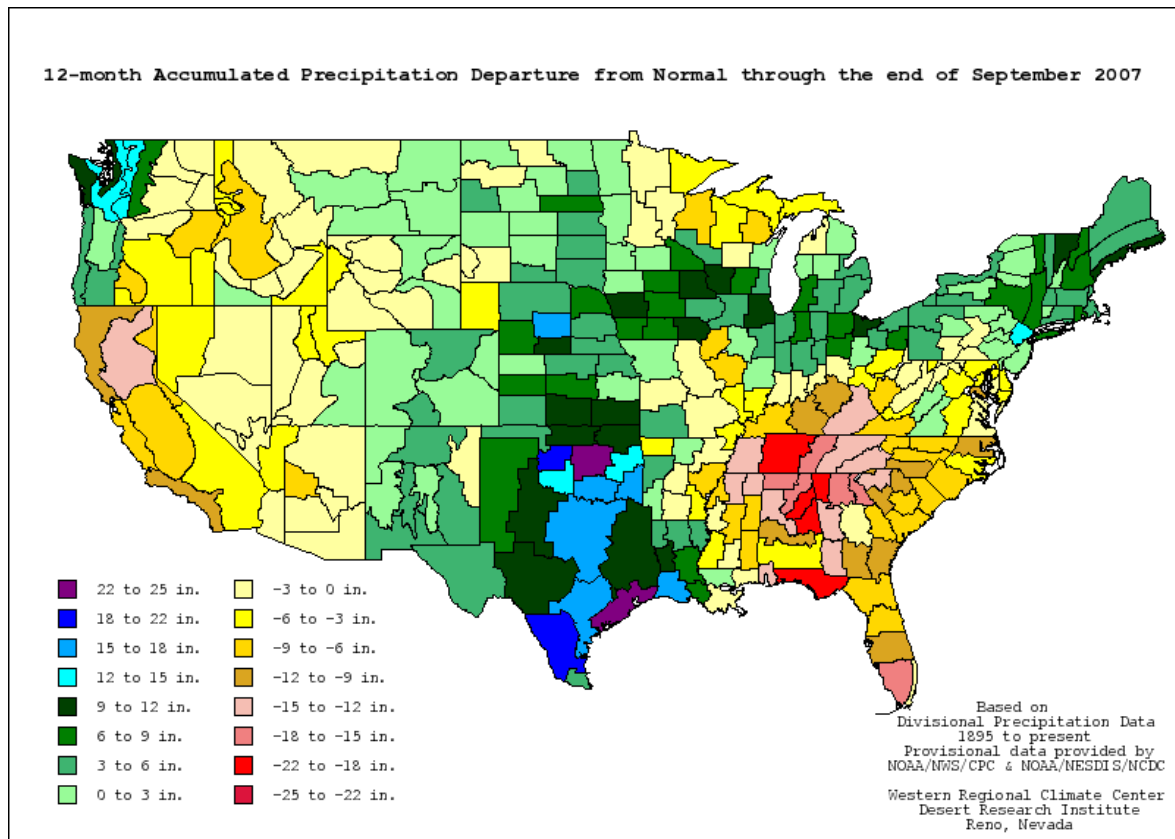 12-month Accumulated Precipitation Departure from Normal through the end of September 2007
22 to 25 in.
18 to 22 in.
15 to 18 in.
12 to 15 in.
9 to 12 in.
6 to 9 in.
3 to 6 in.
0 to 3 in.
-3 to 0 in.
-6 to -3 in.
-9 to -6 in.
-12 to -9 in.
-15 to -12 in.
-18 to -15 in.
-22 to -18 in.
-25 to -22 in.
Based on
Divisional Precipitation Data
1895 to present
Provisional data provided by
NOAA/NWS/CPC & NOAA/NESDIS/NCDC
Western Regional Climate Center
Desert Research Institute
Reno, Nevada